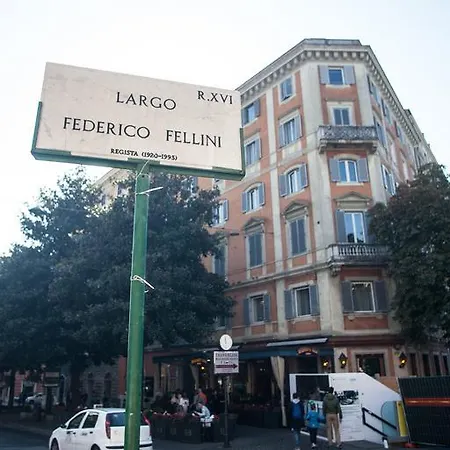 LARGO R.XVI
FEDERICO FELLINI
REGISTA (1920-1993)